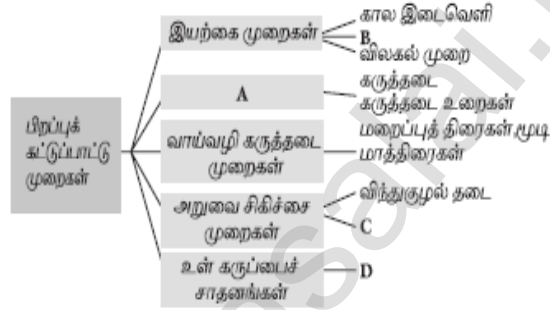 இயற்கை முறைகள்
கால இடைவெளி
B
விலகல் முறை
A
கருத்தடை
கருத்தடை உறைகள்
பிறப்புக்
கட்டுப்பாட்டு
முறைகள்
வாய்வழி கருத்தடை
முறைகள்
மறைப்புத் திரைகள்,மூடி
மாத்திரைகள்
அறுவை சிகிச்சை
முறைகள்
விந்துகுழல் தடை
C
உள் கருப்பைச்
சாதனங்கள்
D